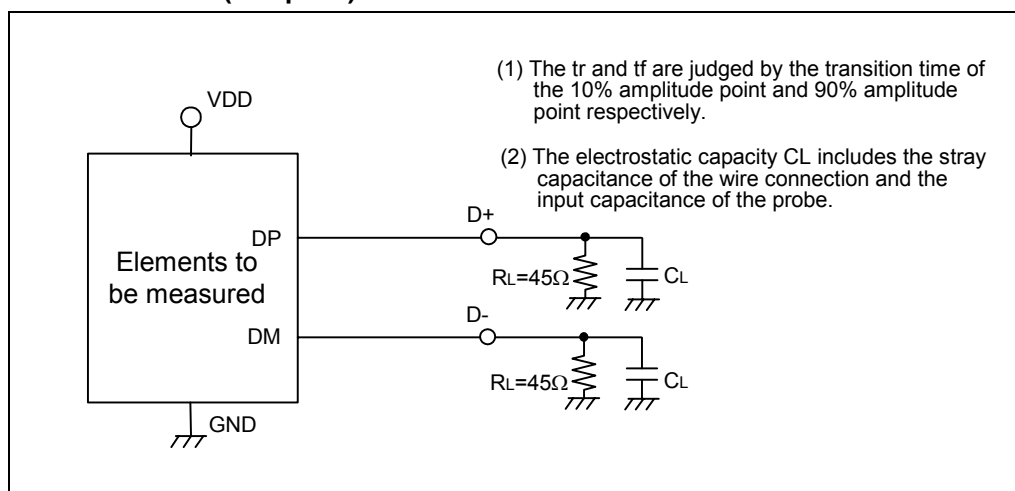 (1) The tr and tf are judged by the transition time of
the 10% amplitude point and 90% amplitude
point respectively.
(2) The electrostatic capacity CL includes the stray
capacitance of the wire connection and the
input capacitance of the probe.
VDD
DP
D+
Elements to
be measured
RL=45Ω
CL
DM
D-
RL=45Ω
CL
GND